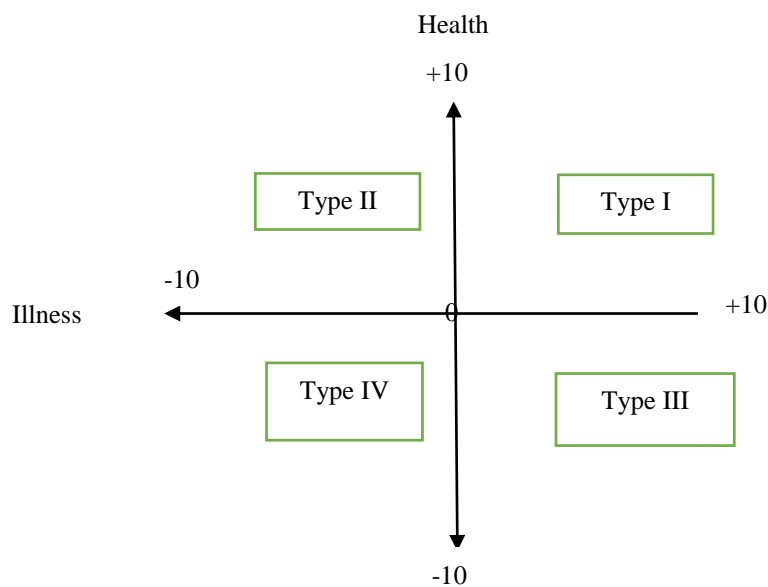 Health
+10
Type II
Type I
-10
Illness
0
+10
Type IV
Type III
-10